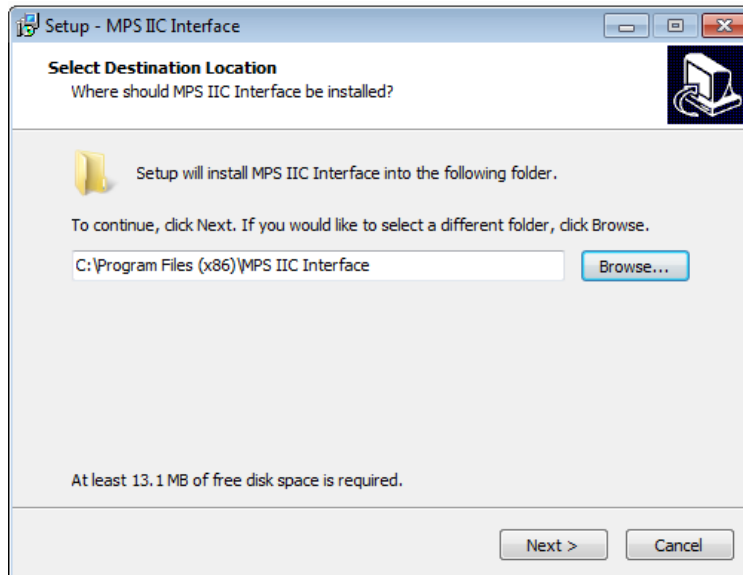 Setup - MPS IIC Interface
Select Destination Location
Where should MPS IIC Interface be installed?
Setup will install MPS IIC Interface into the following folder.
To continue, click Next. If you would like to select a different folder, click Browse.
C:\Program Files (x86)\MPS IIC Interface
Browse...
At least 13.1 MB of free disk space is required.
Next >
Cancel